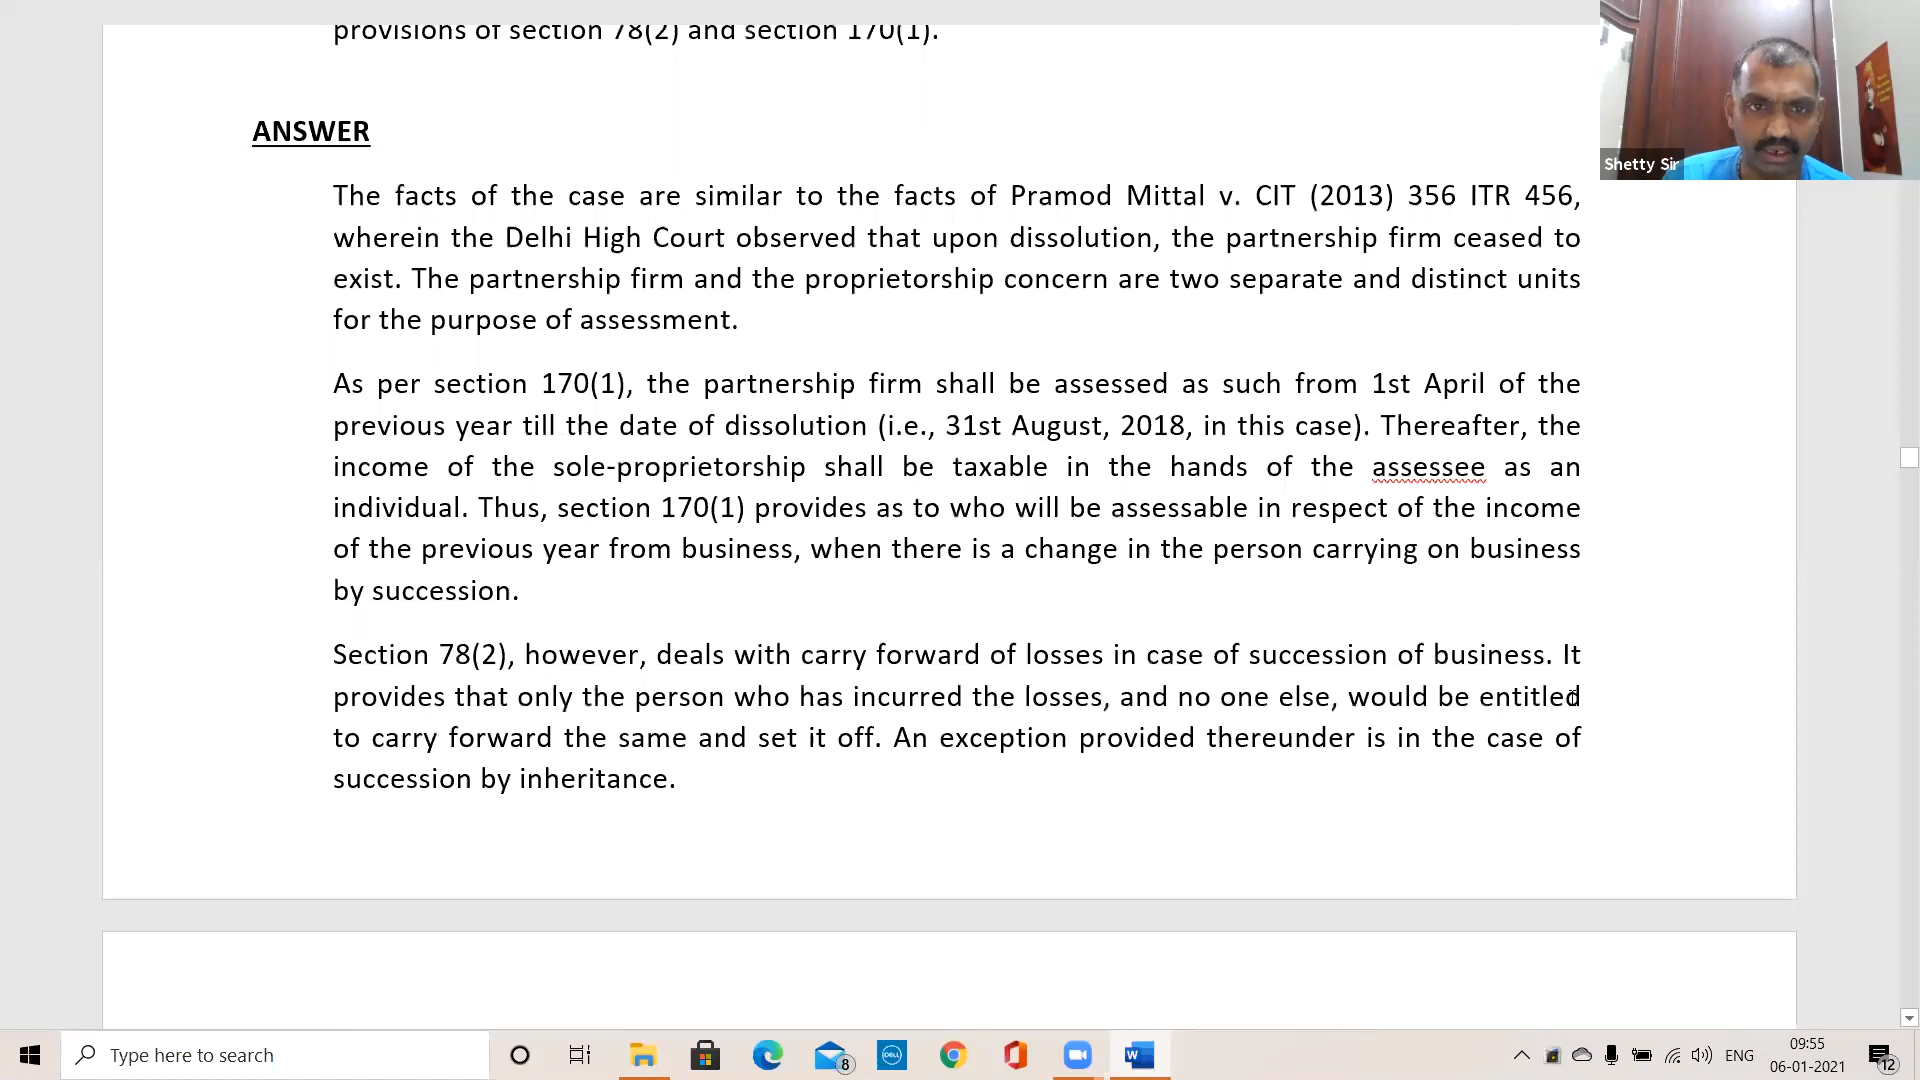 provisions of section 78(2) and section 170(1).
ANSWER
Shetty Sir
The facts of the case are similar to the facts of Pramod Mittal v. CIT (2013) 356 ITR 456,
wherein the Delhi High Court observed that upon dissolution, the partnership firm ceased to
exist. The partnership firm and the proprietorship concern are two separate and distinct units
for the purpose of assessment.
As per section 170(1), the partnership firm shall be assessed as such from 1st April of the
previous year till the date of dissolution (i.e., 31st August, 2018, in this case). Thereafter, the
income of the sole-proprietorship shall be taxable in the hands of the assessee as an
individual. Thus, section 170(1) provides as to who will be assessable in respect of the income
of the previous year from business, when there is a change in the person carrying on business
by succession.
Section 78(2), however, deals with carry forward of losses in case of succession of business. It
provides that only the person who has incurred the losses, and no one else, would be entitled
to carry forward the same and set it off. An exception provided thereunder is in the case of
succession by inheritance.
Type here to search
8
DELL
W
ENG
09:55
06-01-2021
12